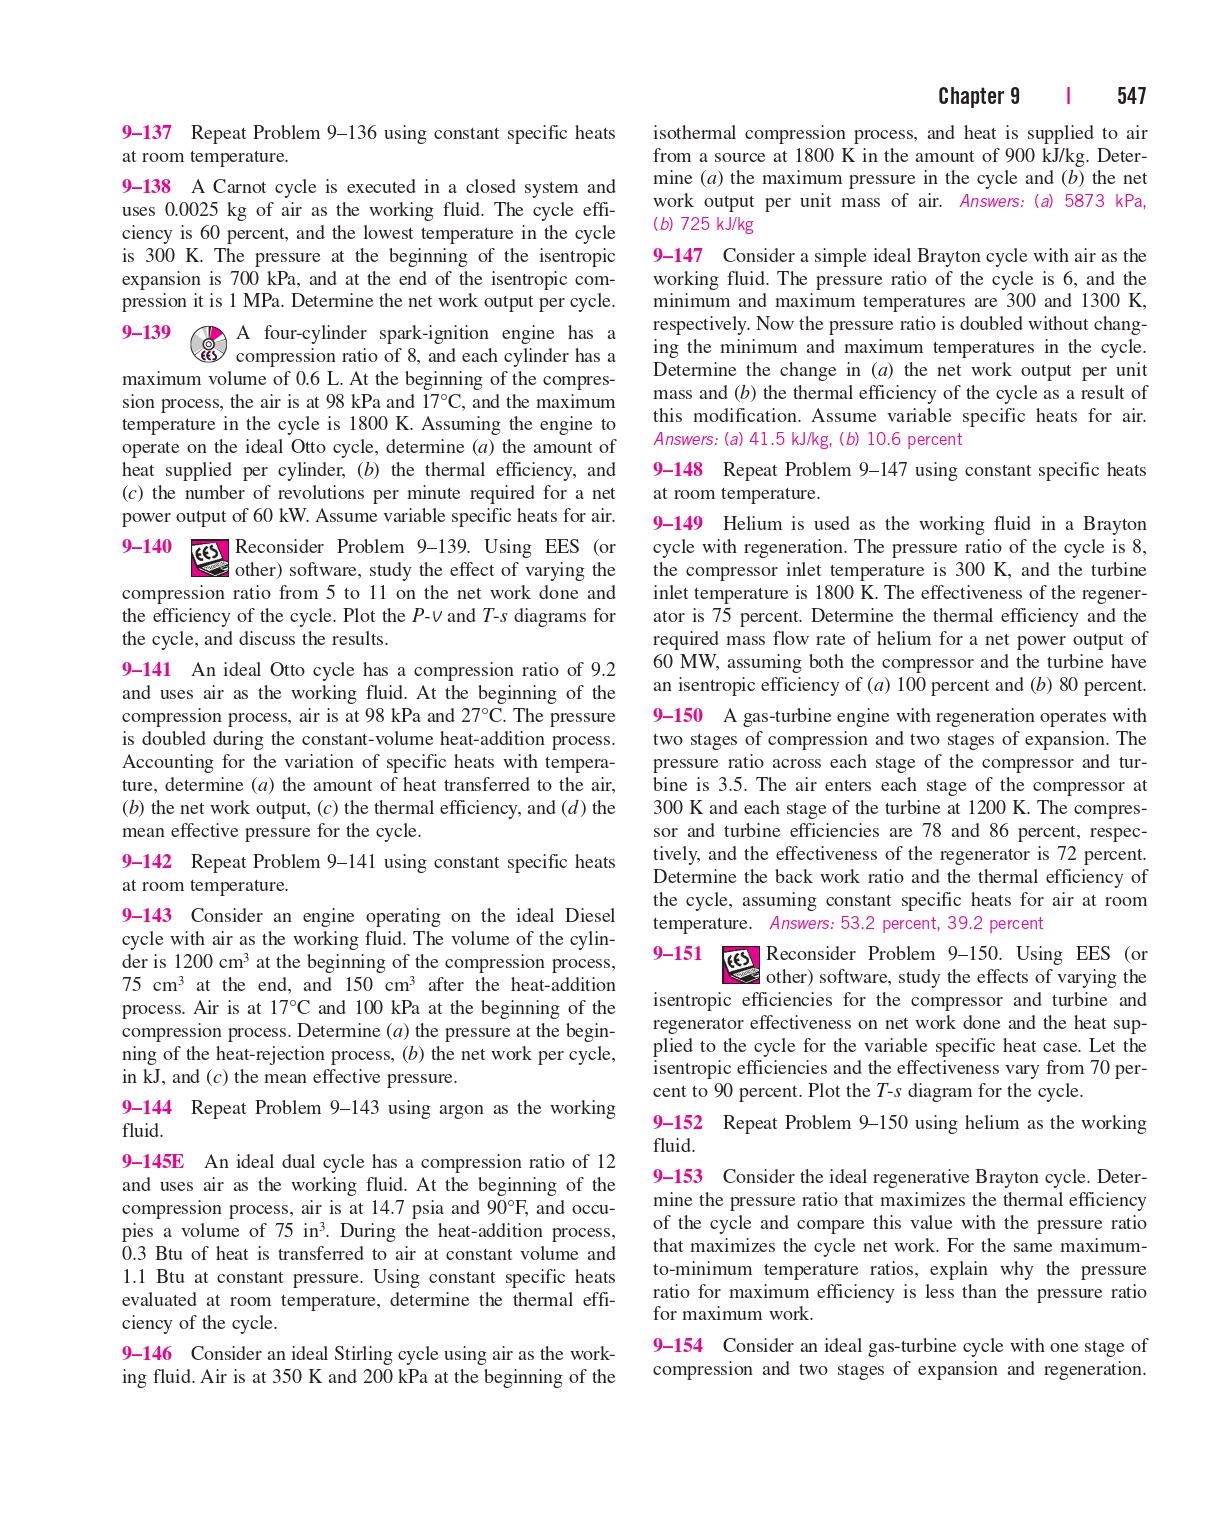 Chapter 9 | 547
9–137 Repeat Problem 9–136 using constant specific heats
at room temperature.
9–138 A Carnot cycle is executed in a closed system and
uses 0.0025 kg of air as the working fluid. The cycle effi-
ciency is 60 percent, and the lowest temperature in the cycle
is 300 K. The pressure at the beginning of the isentropic
expansion is 700 kPa, and at the end of the isentropic com-
pression it is 1 MPa. Determine the net work output per cycle.
9–139 EES A four-cylinder spark-ignition engine has a
compression ratio of 8, and each cylinder has a
maximum volume of 0.6 L. At the beginning of the compres-
sion process, the air is at 98 kPa and 17°C, and the maximum
temperature in the cycle is 1800 K. Assuming the engine to
operate on the ideal Otto cycle, determine (a) the amount of
heat supplied per cylinder, (b) the thermal efficiency, and
(c) the number of revolutions per minute required for a net
power output of 60 kW. Assume variable specific heats for air.
9–140 EES Reconsider Problem 9–139. Using EES (or
other) software, study the effect of varying the
compression ratio from 5 to 11 on the net work done and
the efficiency of the cycle. Plot the P-v and T-s diagrams for
the cycle, and discuss the results.
9–141 An ideal Otto cycle has a compression ratio of 9.2
and uses air as the working fluid. At the beginning of the
compression process, air is at 98 kPa and 27°C. The pressure
is doubled during the constant-volume heat-addition process.
Accounting for the variation of specific heats with tempera-
ture, determine (a) the amount of heat transferred to the air,
(b) the net work output, (c) the thermal efficiency, and (d) the
mean effective pressure for the cycle.
9–142 Repeat Problem 9–141 using constant specific heats
at room temperature.
9–143 Consider an engine operating on the ideal Diesel
cycle with air as the working fluid. The volume of the cylin-
der is 1200 cm³ at the beginning of the compression process,
75 cm³ at the end, and 150 cm³ after the heat-addition
process. Air is at 17°C and 100 kPa at the beginning of the
compression process. Determine (a) the pressure at the begin-
ning of the heat-rejection process, (b) the net work per cycle,
in kJ, and (c) the mean effective pressure.
9–144 Repeat Problem 9–143 using argon as the working
fluid.
9–145E An ideal dual cycle has a compression ratio of 12
and uses air as the working fluid. At the beginning of the
compression process, air is at 14.7 psia and 90°F, and occu-
pies a volume of 75 in³. During the heat-addition process,
0.3 Btu of heat is transferred to air at constant volume and
1.1 Btu at constant pressure. Using constant specific heats
evaluated at room temperature, determine the thermal effi-
ciency of the cycle.
9–146 Consider an ideal Stirling cycle using air as the work-
ing fluid. Air is at 350 K and 200 kPa at the beginning of the
isothermal compression process, and heat is supplied to air
from a source at 1800 K in the amount of 900 kJ/kg. Deter-
mine (a) the maximum pressure in the cycle and (b) the net
work output per unit mass of air. Answers: (a) 5873 kPa,
(b) 725 kJ/kg
9–147 Consider a simple ideal Brayton cycle with air as the
working fluid. The pressure ratio of the cycle is 6, and the
minimum and maximum temperatures are 300 and 1300 K,
respectively. Now the pressure ratio is doubled without chang-
ing the minimum and maximum temperatures in the cycle.
Determine the change in (a) the net work output per unit
mass and (b) the thermal efficiency of the cycle as a result of
this modification. Assume variable specific heats for air.
Answers: (a) 41.5 kJ/kg, (b) 10.6 percent
9–148 Repeat Problem 9–147 using constant specific heats
at room temperature.
9–149 Helium is used as the working fluid in a Brayton
cycle with regeneration. The pressure ratio of the cycle is 8,
the compressor inlet temperature is 300 K, and the turbine
inlet temperature is 1800 K. The effectiveness of the regener-
ator is 75 percent. Determine the thermal efficiency and the
required mass flow rate of helium for a net power output of
60 MW, assuming both the compressor and the turbine have
an isentropic efficiency of (a) 100 percent and (b) 80 percent.
9–150 A gas-turbine engine with regeneration operates with
two stages of compression and two stages of expansion. The
pressure ratio across each stage of the compressor and tur-
bine is 3.5. The air enters each stage of the compressor at
300 K and each stage of the turbine at 1200 K. The compres-
sor and turbine efficiencies are 78 and 86 percent, respec-
tively, and the effectiveness of the regenerator is 72 percent.
Determine the back work ratio and the thermal efficiency of
the cycle, assuming constant specific heats for air at room
temperature. Answers: 53.2 percent, 39.2 percent
9–151 EES Reconsider Problem 9–150. Using EES (or
other) software, study the effects of varying the
isentropic efficiencies for the compressor and turbine and
regenerator effectiveness on net work done and the heat sup-
plied to the cycle for the variable specific heat case. Let the
isentropic efficiencies and the effectiveness vary from 70 per-
cent to 90 percent. Plot the T-s diagram for the cycle.
9–152 Repeat Problem 9–150 using helium as the working
fluid.
9–153 Consider the ideal regenerative Brayton cycle. Deter-
mine the pressure ratio that maximizes the thermal efficiency
of the cycle and compare this value with the pressure ratio
that maximizes the cycle net work. For the same maximum-
to-minimum temperature ratios, explain why the pressure
ratio for maximum efficiency is less than the pressure ratio
for maximum work.
9–154 Consider an ideal gas-turbine cycle with one stage of
compression and two stages of expansion and regeneration.